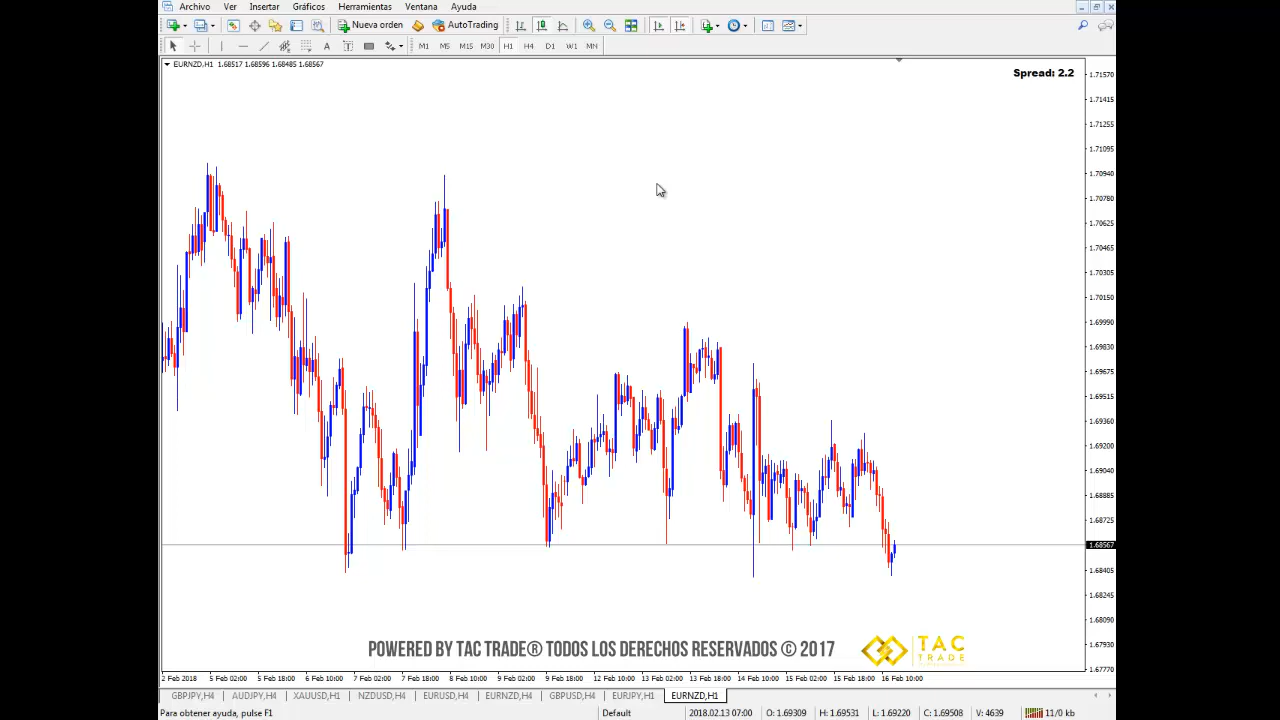 Archivo Ver Insertar Gráficos Herramientas Ventana Ayuda
Nueva orden AutoTrading
A T M1 M5 M15 M30 H1 H4 D1 W1 MN
EURNZD,H1 1.68517 1.68596 1.68485 1.68567
Spread: 2.2
1.71570
1.71415
1.71255
1.71095
1.70940
1.70780
1.70625
1.70465
1.70305
1.70150
1.69990
1.69830
1.69675
1.69515
1.69360
1.69200
1.69040
1.68885
1.68725
1.68567
1.68405
1.68245
1.68090
1.67930
1.67770
POWERED BY TAC TRADE® TODOS LOS DERECHOS RESERVADOS © 2017
TAC
TRADE
2 Feb 2018 5 Feb 02:00 5 Feb 18:00 6 Feb 10:00 7 Feb 02:00 7 Feb 18:00 8 Feb 10:00 9 Feb 02:00 9 Feb 18:00 12 Feb 10:00 13 Feb 02:00 13 Feb 18:00 14 Feb 10:00 15 Feb 02:00 15 Feb 18:00 16 Feb 10:00
GBPJPY,H4 AUDJPY,H4 XAUUSD,H1 NZDUSD,H4 EURUSD,H4 EURNZD,H4 GBPUSD,H4 EURJPY,H1 EURNZD,H1
Para obtener ayuda, pulse F1 Default 2018.02.13 07:00 O: 1.69309 H: 1.69531 L: 1.69220 C: 1.69508 V: 4639 11/0 kb